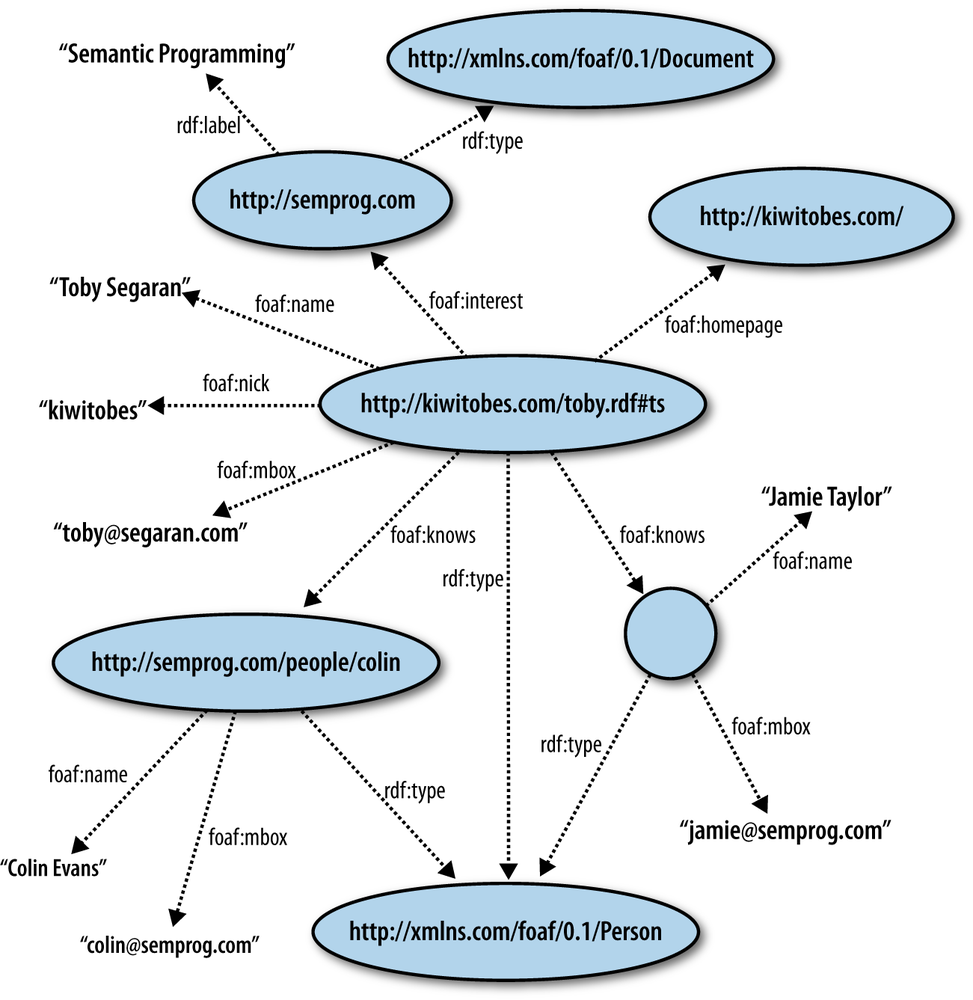 “Semantic Programming”
http://xmlns.com/foaf/0.1/Document
rdf:label
rdf:type
http://semprog.com
http://kiwitobes.com/
“Toby Segaran”
foaf:name
foaf:interest
foaf:homepage
foaf:nick
“kiwitobes”
http://kiwitobes.com/toby.rdf#ts
foaf:mbox
“toby@segaran.com”
“Jamie Taylor”
foaf:knows
foaf:knows
foaf:name
rdf:type
http://semprog.com/people/colin
foaf:mbox
rdf:type
foaf:name
rdf:type
foaf:mbox
“jamie@semprog.com”
“Colin Evans”
http://xmlns.com/foaf/0.1/Person
“colin@semprog.com”